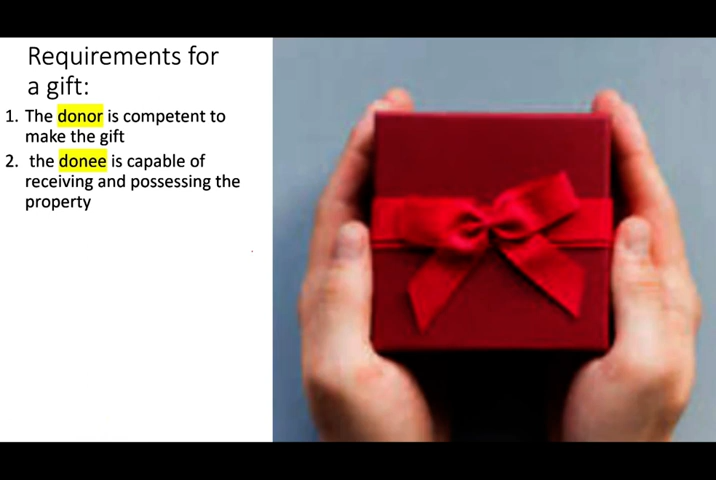 Requirements for
a gift:
1. The donor is competent to
make the gift
2. the donee is capable of
receiving and possessing the
property